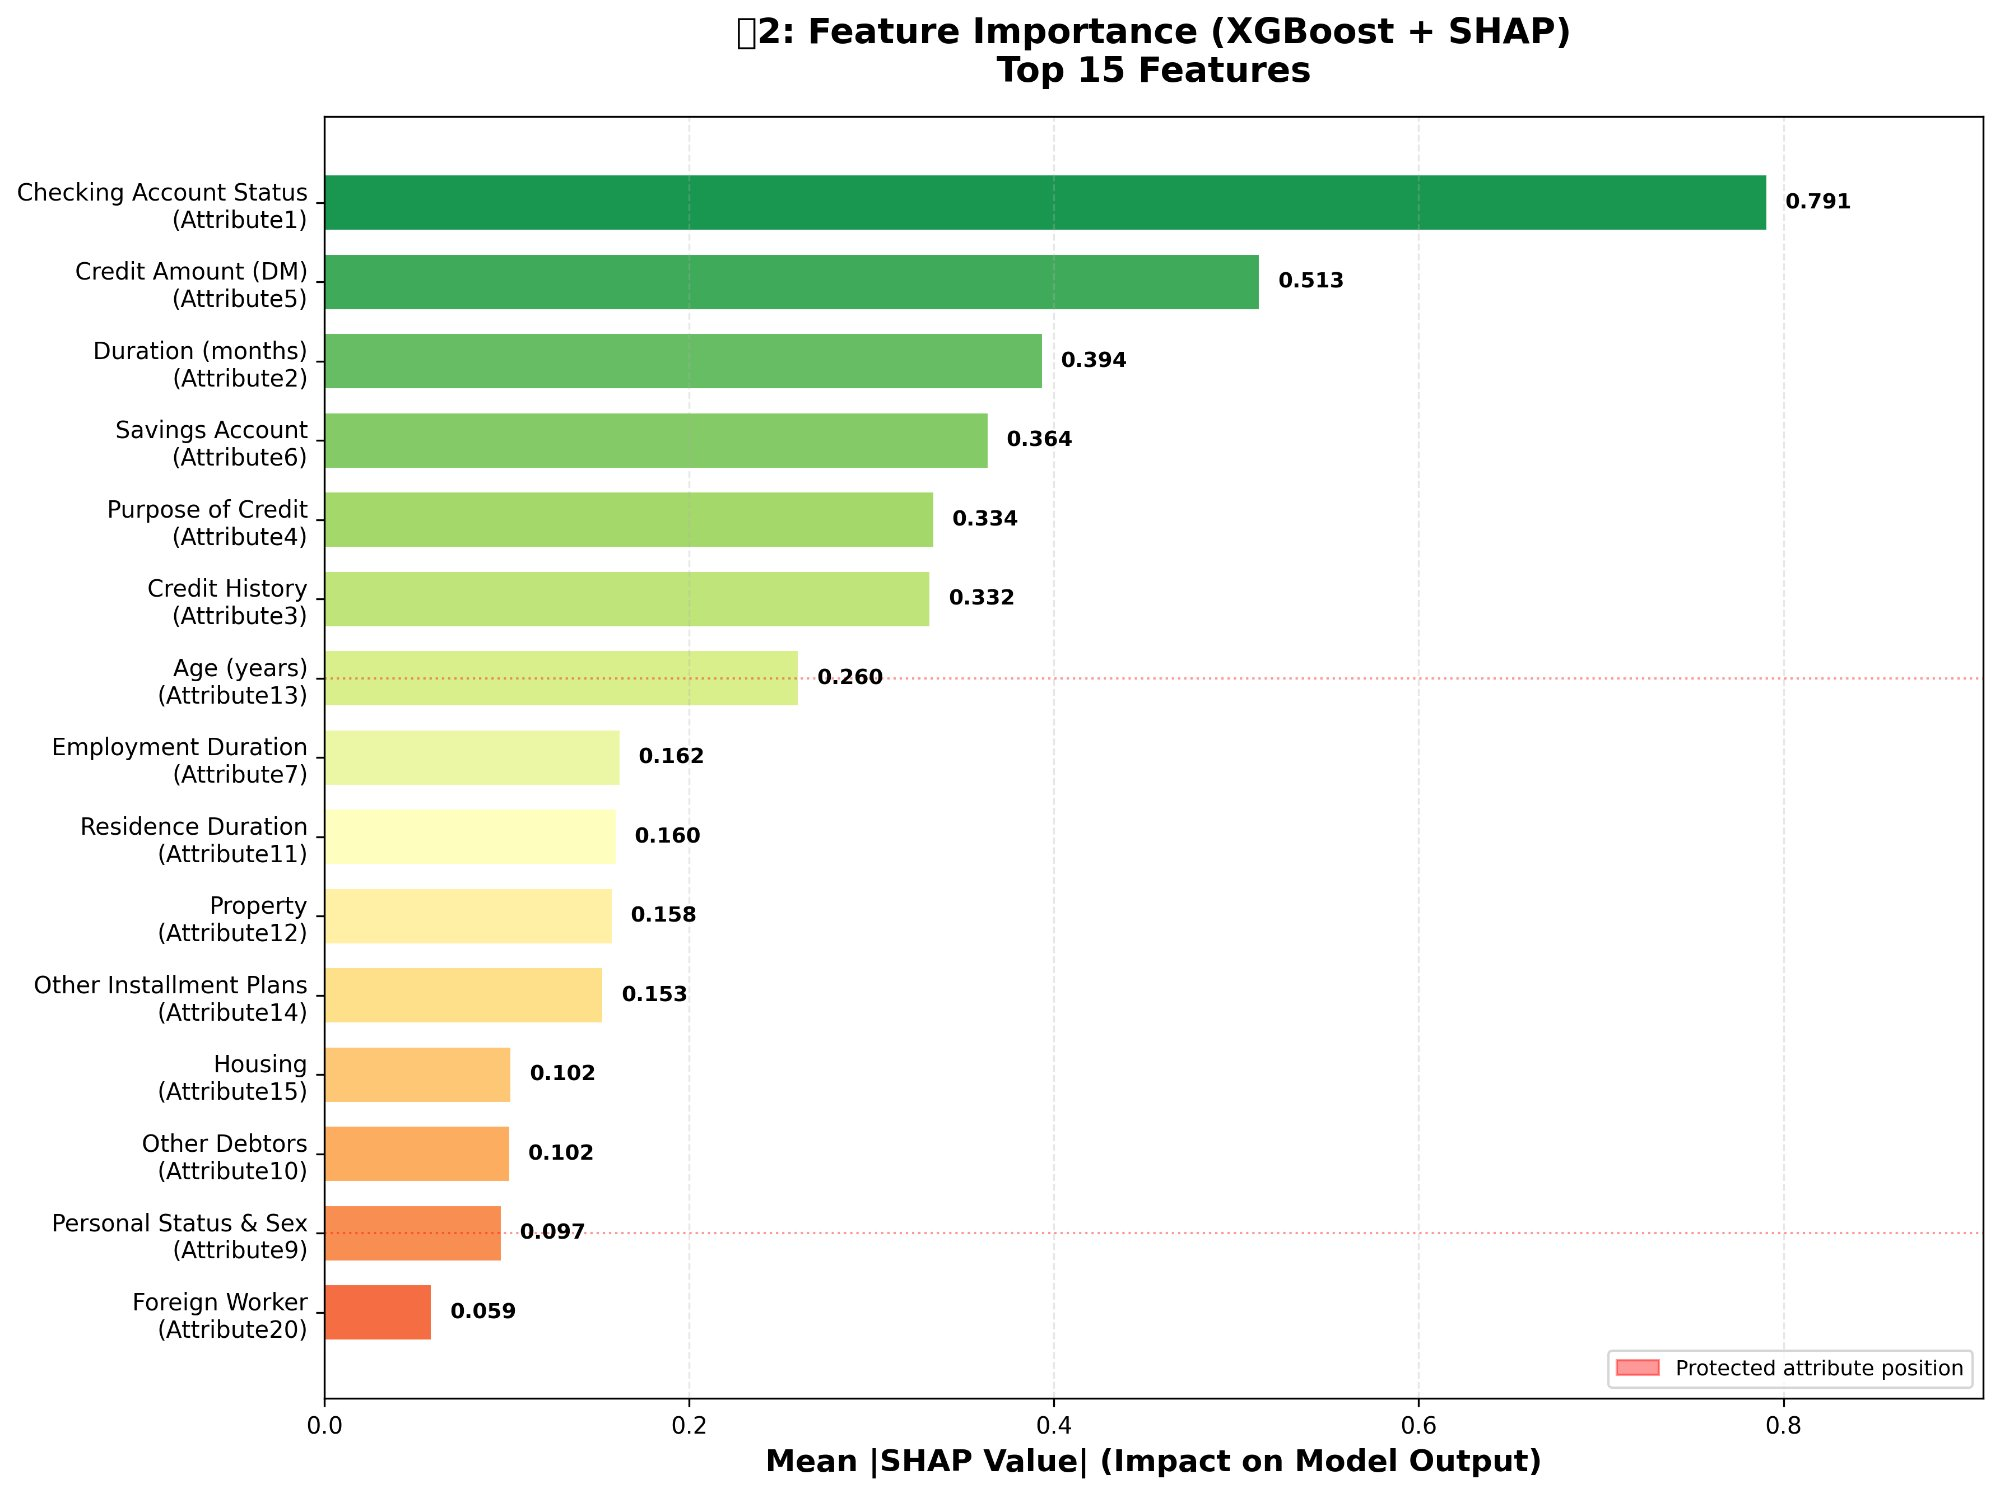 2: Feature Importance (XGBoost + SHAP)
Top 15 Features
Checking Account Status
(Attribute1)
0.791
Credit Amount (DM)
(Attribute5)
0.513
Duration (months)
(Attribute2)
0.394
Savings Account
(Attribute6)
0.364
Purpose of Credit
(Attribute4)
0.334
Credit History
(Attribute3)
0.332
Age (years)
(Attribute13)
0.260
Employment Duration
(Attribute7)
0.162
Residence Duration
(Attribute11)
0.160
Property
(Attribute12)
0.158
Other Installment Plans
(Attribute14)
0.153
Housing
(Attribute15)
0.102
Other Debtors
(Attribute10)
0.102
Personal Status & Sex
(Attribute9)
0.097
Foreign Worker
(Attribute20)
0.059
Protected attribute position
0.0 0.2 0.4 0.6 0.8
Mean |SHAP Value| (Impact on Model Output)